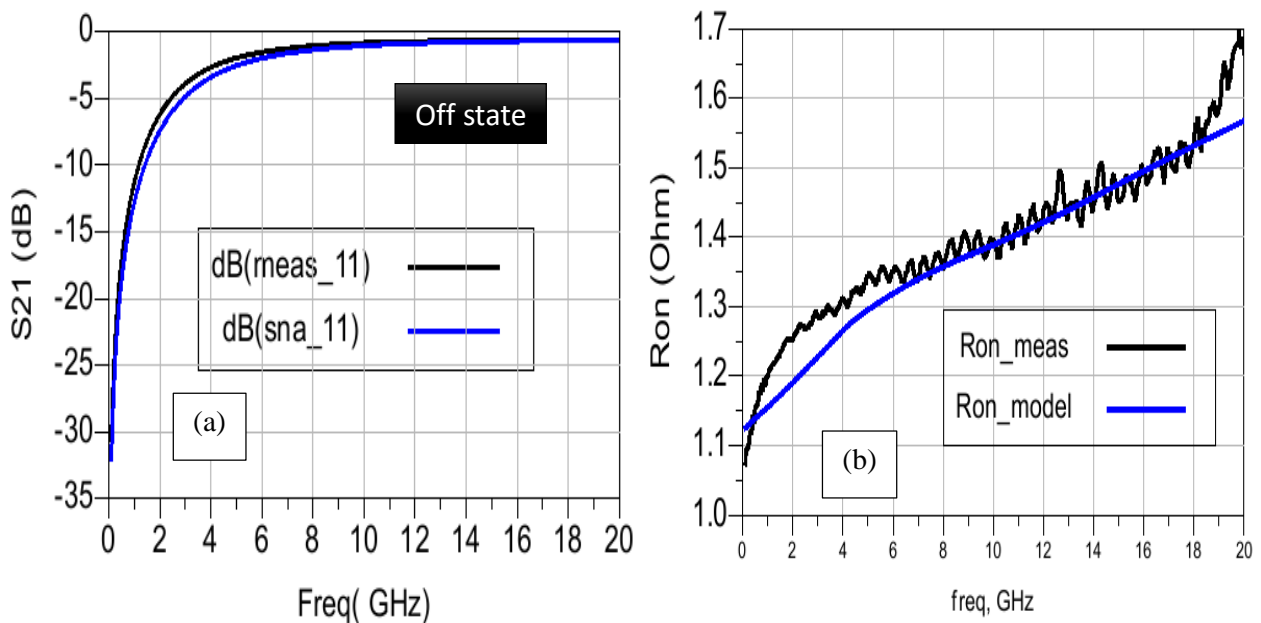 S21 (dB)
0
-5
-10
-15
-20
-25
-30
-35
Off state
dB(meas_11)
dB(sna_11)
(a)
0 2 4 6 8 10 12 14 16 18 20
Freq( GHz)
Ron (Ohm)
1.7
1.6
1.5
1.4
1.3
1.2
1.1
1.0
Ron_meas
Ron_model
(b)
0 2 4 6 8 10 12 14 16 18 20
freq, GHz